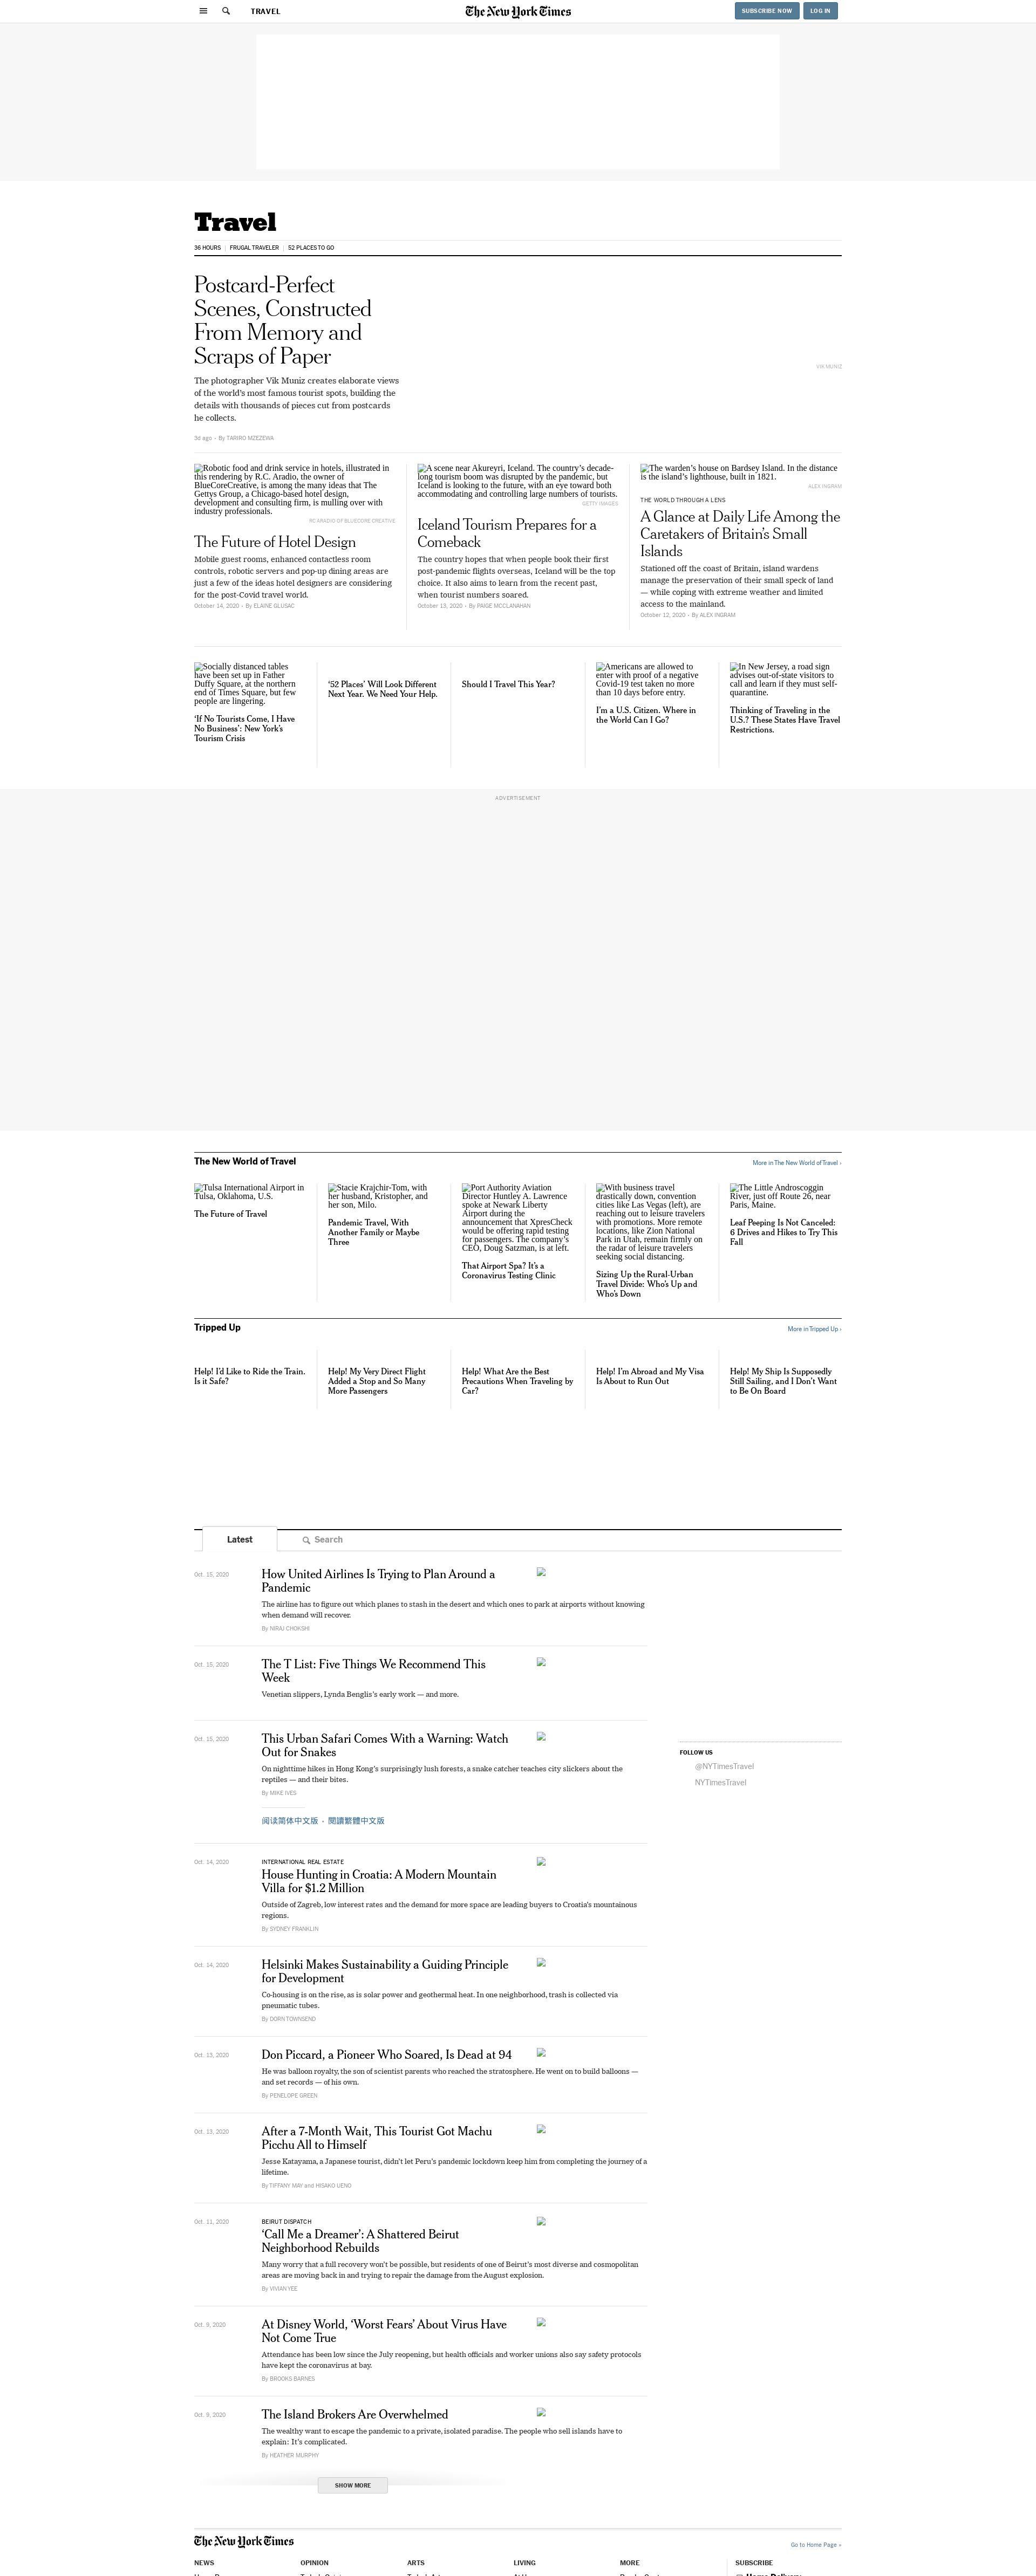 TRAVEL
The New York Times
SUBSCRIBE NOW
LOG IN
Travel
36 HOURS
FRUGAL TRAVELER
52 PLACES TO GO
Postcard-Perfect
Scenes, Constructed
From Memory and
Scraps of Paper
The photographer Vik Muniz creates elaborate views
of the world's most famous tourist spots, building the
details with thousands of pieces cut from postcards
he collects.
3d ago - By TARIRO MZEZEWA
VIK MUNIZ
Robotic food and drink service in hotels, illustrated in
this rendering by R.C. Aradio, the owner of
BlueCoreCreative, is among the many ideas that The
Gettys Group, a Chicago-based hotel design,
development and consulting firm, is mulling over with
industry professionals.
RC ARADIO OF BLUECORE CREATIVE
The Future of Hotel Design
Mobile guest rooms, enhanced contactless room
controls, robotic servers and pop-up dining areas are
just a few of the ideas hotel designers are considering
for the post-Covid travel world.
October 14, 2020 - By ELAINE GLUSAC
A scene near Akureyri, Iceland. The country's decade-
long tourism boom was disrupted by the pandemic, but
Iceland is looking to the future, with an eye toward both
accommodating and controlling large numbers of tourists.
GETTY IMAGES
Iceland Tourism Prepares for a
Comeback
The country hopes that when people book their first
post-pandemic flights overseas, Iceland will be the top
choice. It also aims to learn from the recent past,
when tourist numbers soared.
October 13, 2020 - By PAIGE MCCLANAHAN
The warden's house on Bardsey Island. In the distance
is the island's lighthouse, built in 1821.
ALEX INGRAM
THE WORLD THROUGH A LENS
A Glance at Daily Life Among the
Caretakers of Britain's Small
Islands
Stationed off the coast of Britain, island wardens
manage the preservation of their small speck of land
— while coping with extreme weather and limited
access to the mainland.
October 12, 2020 - By ALEX INGRAM
Socially distanced tables
have been set up in Father
Duffy Square, at the northern
end of Times Square, but few
people are lingering.
'If No Tourists Come, I Have
No Business': New York's
Tourism Crisis
'52 Places' Will Look Different
Next Year. We Need Your Help.
Should I Travel This Year?
Americans are allowed to
enter with proof of a negative
Covid-19 test taken no more
than 10 days before entry.
I'm a U.S. Citizen. Where in
the World Can I Go?
In New Jersey, a road sign
advises out-of-state visitors to
call and learn if they must self-
quarantine.
Thinking of Traveling in the
U.S.? These States Have Travel
Restrictions.
ADVERTISEMENT
The New World of Travel
More in The New World of Travel ›
Tulsa International Airport in
Tulsa, Oklahoma, U.S.
The Future of Travel
Stacie Krajchir-Tom, with
her husband, Kristopher, and
her son, Milo.
Pandemic Travel, With
Another Family or Maybe
Three
Port Authority Aviation
Director Huntley A. Lawrence
spoke at Newark Liberty
Airport during the
announcement that XpresCheck
would be offering rapid testing
for passengers. The company's
CEO, Doug Satzman, is at left.
That Airport Spa? It's a
Coronavirus Testing Clinic
With business travel
drastically down, convention
cities like Las Vegas (left), are
reaching out to leisure travelers
with promotions. More remote
locations, like Zion National
Park in Utah, remain firmly on
the radar of leisure travelers
seeking social distancing.
Sizing Up the Rural-Urban
Travel Divide: Who's Up and
Who's Down
The Little Androscoggin
River, just off Route 26, near
Paris, Maine.
Leaf Peeping Is Not Canceled:
6 Drives and Hikes to Try This
Fall
Tripped Up
More in Tripped Up ›
Help! I'd Like to Ride the Train.
Is it Safe?
Help! My Very Direct Flight
Added a Stop and So Many
More Passengers
Help! What Are the Best
Precautions When Traveling by
Car?
Help! I'm Abroad and My Visa
Is About to Run Out
Help! My Ship Is Supposedly
Still Sailing, and I Don't Want
to Be On Board
Latest
Search
Oct. 15, 2020
How United Airlines Is Trying to Plan Around a
Pandemic
The airline has to figure out which planes to stash in the desert and which ones to park at airports without knowing
when demand will recover.
By NIRAJ CHOKSHI
Oct. 15, 2020
The T List: Five Things We Recommend This
Week
Venetian slippers, Lynda Benglis's early work — and more.
Oct. 15, 2020
This Urban Safari Comes With a Warning: Watch
Out for Snakes
On nighttime hikes in Hong Kong's surprisingly lush forests, a snake catcher teaches city slickers about the
reptiles — and their bites.
By MIKE IVES
阅读简体中文版 · 閱讀繁體中文版
FOLLOW US
@NYTimesTravel
NYTimesTravel
Oct. 14, 2020
INTERNATIONAL REAL ESTATE
House Hunting in Croatia: A Modern Mountain
Villa for $1.2 Million
Outside of Zagreb, low interest rates and the demand for more space are leading buyers to Croatia's mountainous
regions.
By SYDNEY FRANKLIN
Oct. 14, 2020
Helsinki Makes Sustainability a Guiding Principle
for Development
Co-housing is on the rise, as is solar power and geothermal heat. In one neighborhood, trash is collected via
pneumatic tubes.
By DORN TOWNSEND
Oct. 13, 2020
Don Piccard, a Pioneer Who Soared, Is Dead at 94
He was balloon royalty, the son of scientist parents who reached the stratosphere. He went on to build balloons —
and set records — of his own.
By PENELOPE GREEN
Oct. 13, 2020
After a 7-Month Wait, This Tourist Got Machu
Picchu All to Himself
Jesse Katayama, a Japanese tourist, didn't let Peru's pandemic lockdown keep him from completing the journey of a
lifetime.
By TIFFANY MAY and HISAKO UENO
Oct. 11, 2020
BEIRUT DISPATCH
'Call Me a Dreamer': A Shattered Beirut
Neighborhood Rebuilds
Many worry that a full recovery won't be possible, but residents of one of Beirut's most diverse and cosmopolitan
areas are moving back in and trying to repair the damage from the August explosion.
By VIVIAN YEE
Oct. 9, 2020
At Disney World, 'Worst Fears' About Virus Have
Not Come True
Attendance has been low since the July reopening, but health officials and worker unions also say safety protocols
have kept the coronavirus at bay.
By BROOKS BARNES
Oct. 9, 2020
The Island Brokers Are Overwhelmed
The wealthy want to escape the pandemic to a private, isolated paradise. The people who sell islands have to
explain: It's complicated.
By HEATHER MURPHY
SHOW MORE
The New York Times
Go to Home Page »
NEWS
OPINION
ARTS
LIVING
MORE
SUBSCRIBE